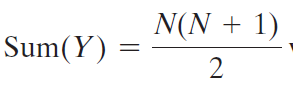 Sum(Y) = N(N + 1) / 2